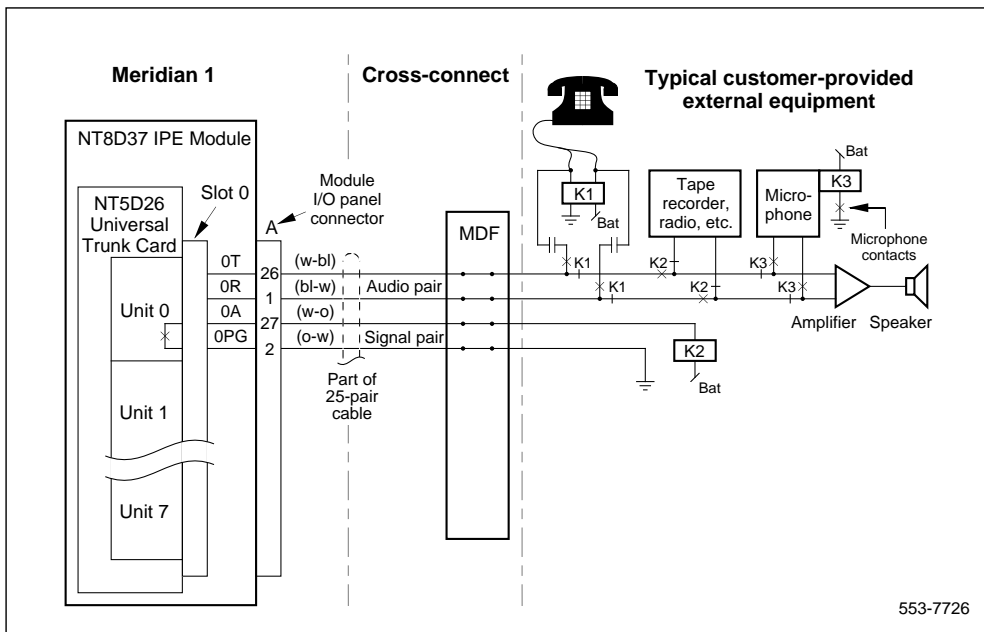 Meridian 1
Cross-connect
Typical customer-provided
external equipment
NT8D37 IPE Module
NT5D26
Universal
Trunk Card
Slot 0
Module
I/O panel
connector
A
MDF
K1
Bat
Tape
recorder,
radio, etc.
Micro-
phone
Bat
K3
Microphone
contacts
Unit 0
0T
26
(w-bl)
K1
K2
K3
0R
1
(bl-w)
Audio pair
K1
K2
K3
0A
27
(w-o)
0PG
2
(o-w)
Signal pair
Amplifier
Speaker
K2
Bat
Part of
25-pair
cable
Unit 1
Unit 7
553-7726